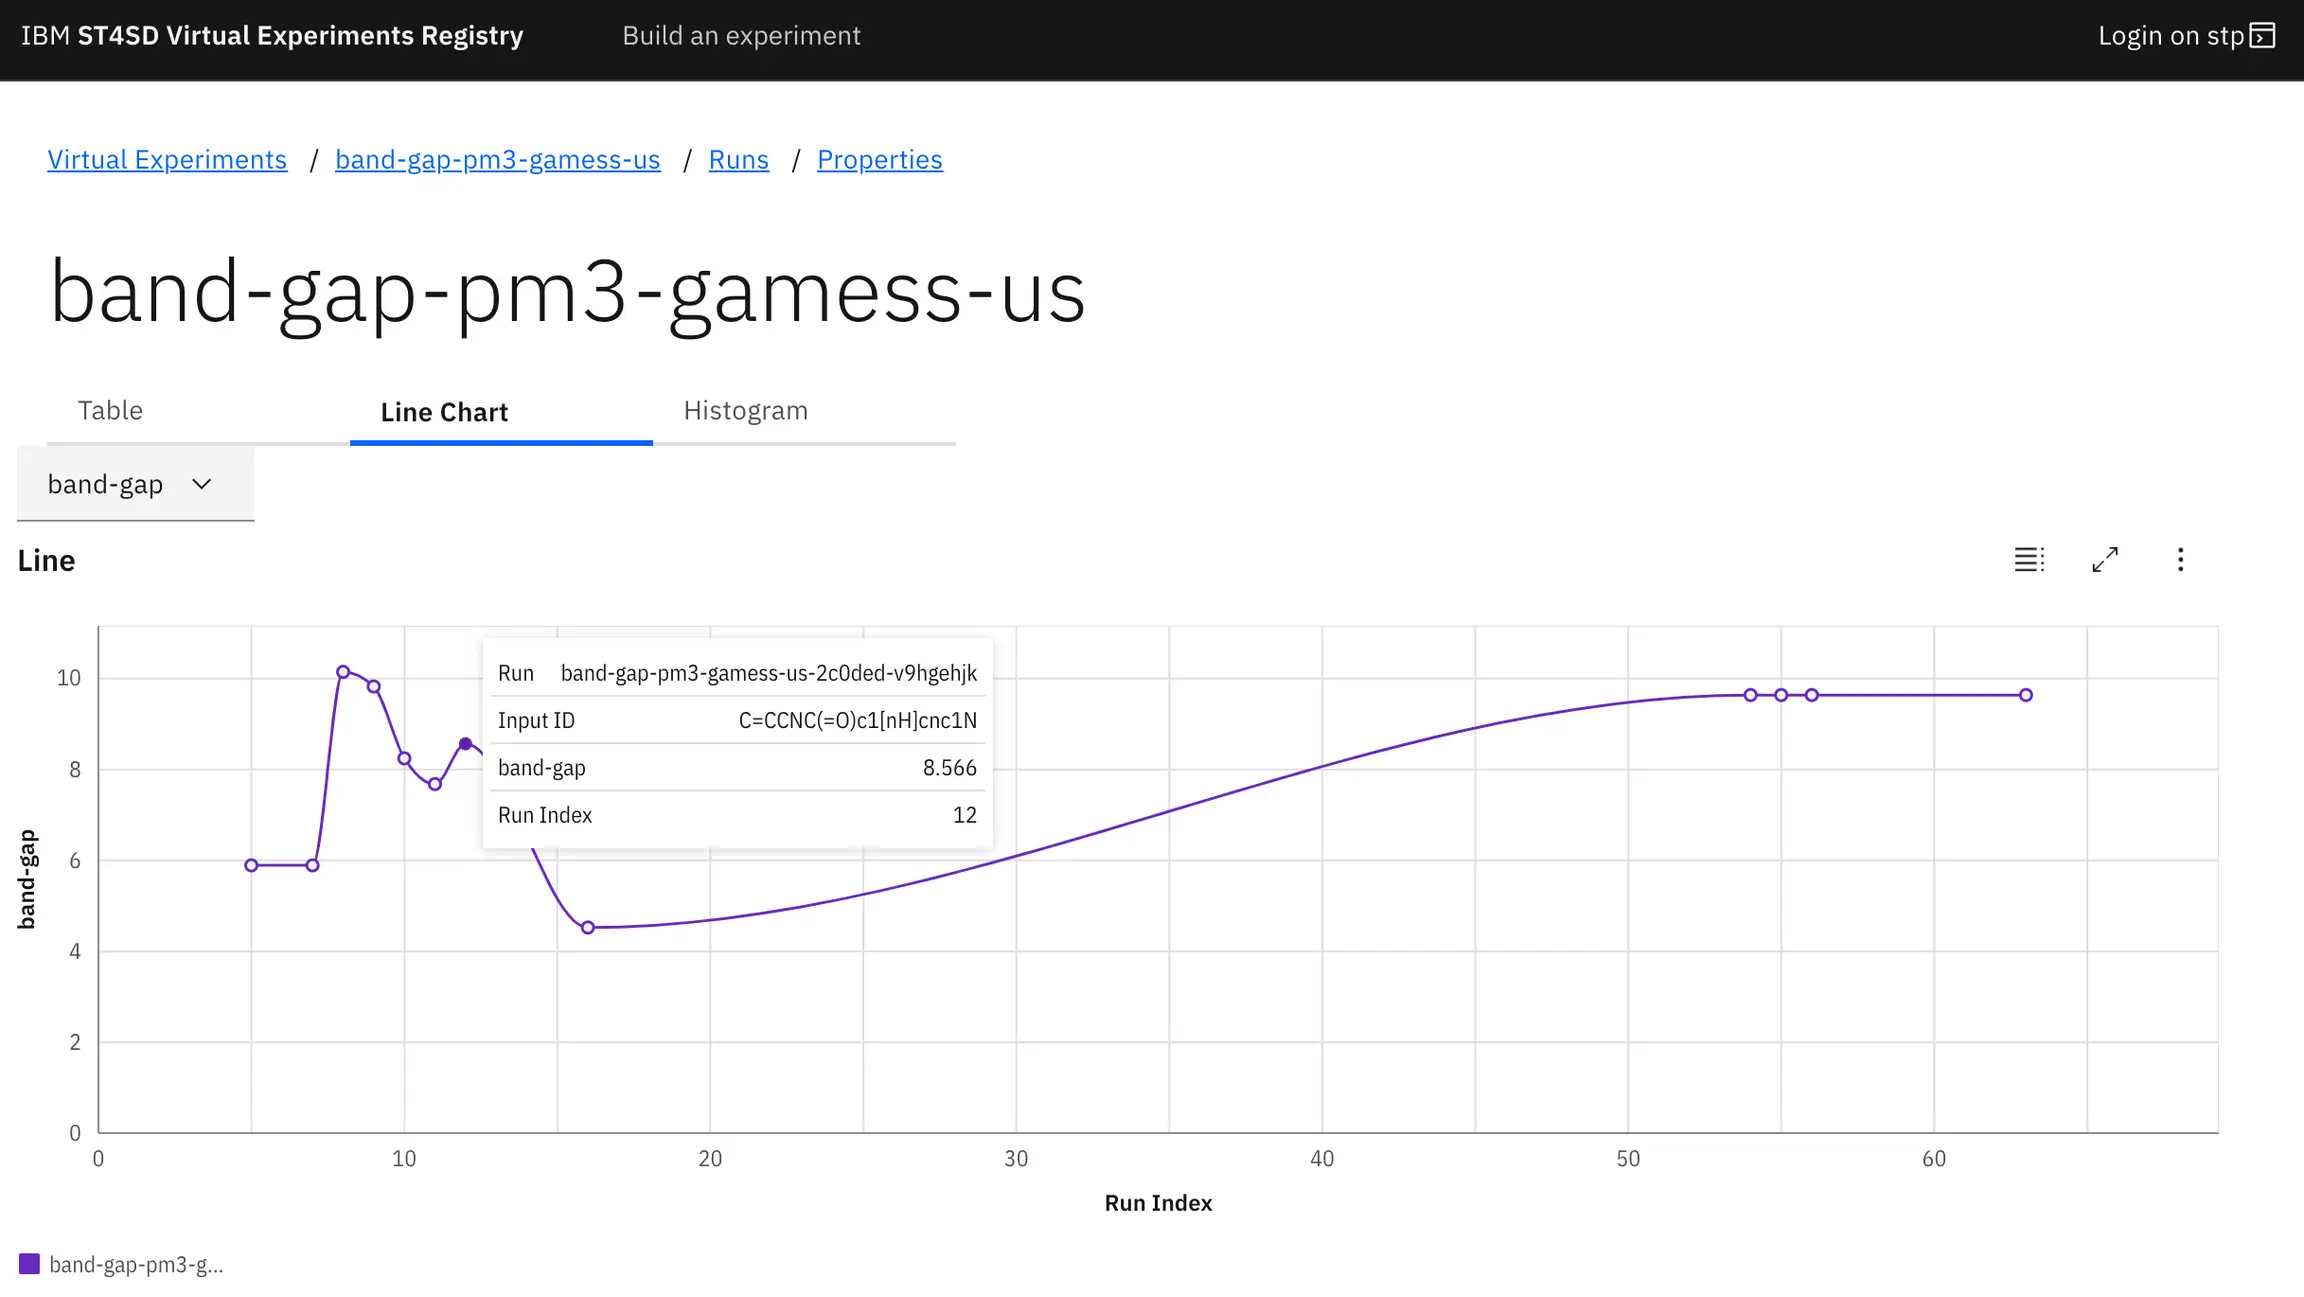 IBM ST4SD Virtual Experiments Registry Build an experiment Login on stp
Virtual Experiments / band-gap-pm3-gamess-us / Runs / Properties
band-gap-pm3-gamess-us
Table Line Chart Histogram
band-gap
Line
Run band-gap-pm3-gamess-us-2c0ded-v9hgehjk
Input ID C=CCNC(=O)c1[nH]cnc1N
band-gap 8.566
Run Index 12
10
8
6
4
2
0
band-gap
0 10 20 30 40 50 60
Run Index
band-gap-pm3-g...